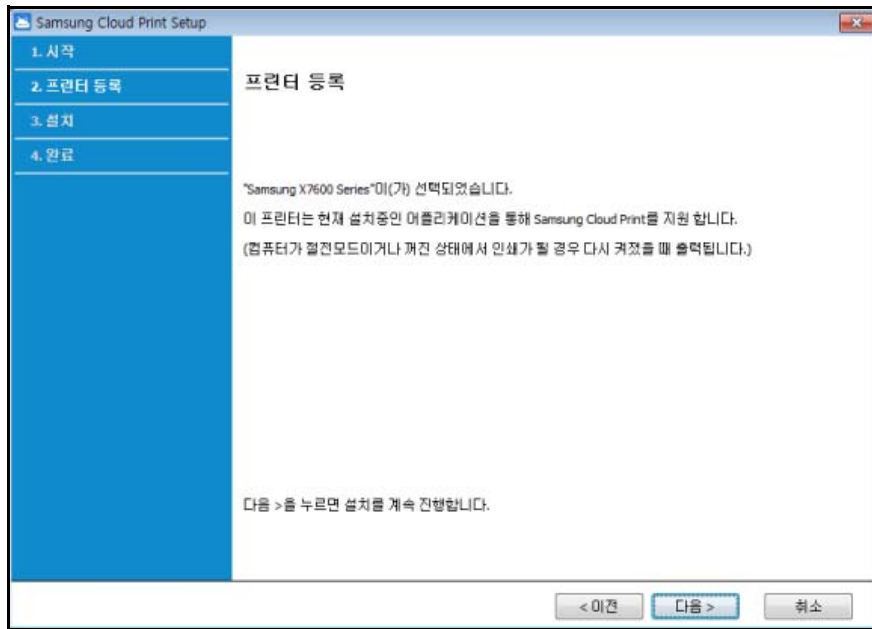 Samsung Cloud Print Setup
1. 시작
2. 프린터 등록
3. 설치
4. 완료
프린터 등록
"Samsung X7600 Series"이(가) 선택되었습니다.
이 프린터는 현재 설치중인 어플리케이션을 통해 Samsung Cloud Print를 지원 합니다.
(컴퓨터가 절전모드이거나 꺼진 상태에서 인쇄가 될 경우 다시 켜졌을 때 출력됩니다.)
다음 >을 누르면 설치를 계속 진행합니다.
< 이전
다음 >
취소